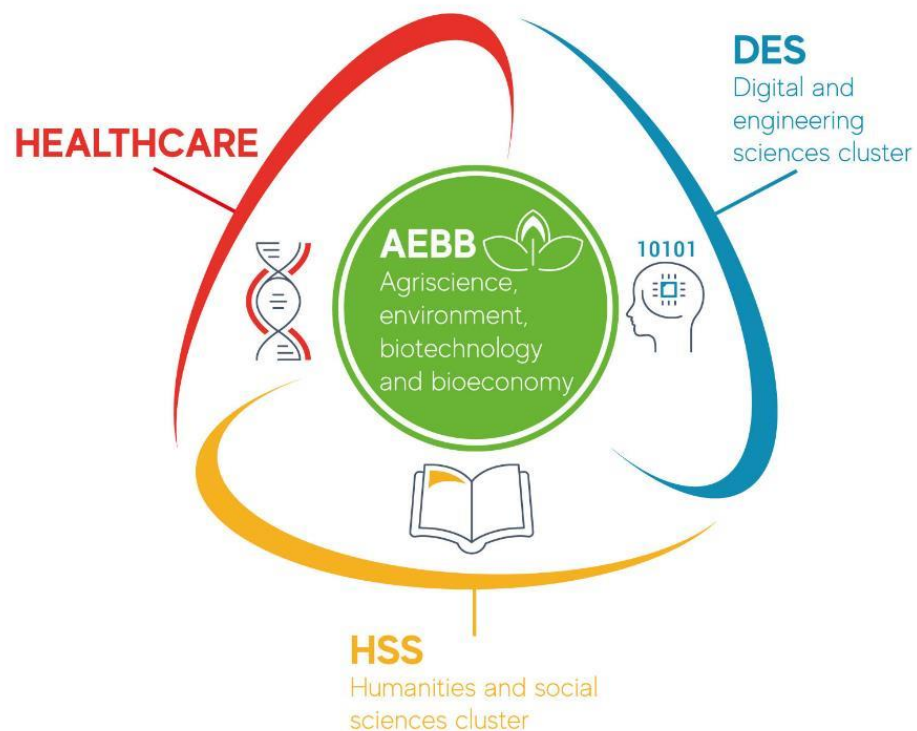 DES
Digital and
engineering
sciences cluster
HEALTHCARE
10101
AEBB
Agriscience,
environment,
biotechnology
and bioeconomy
HSS
Humanities and social
sciences cluster